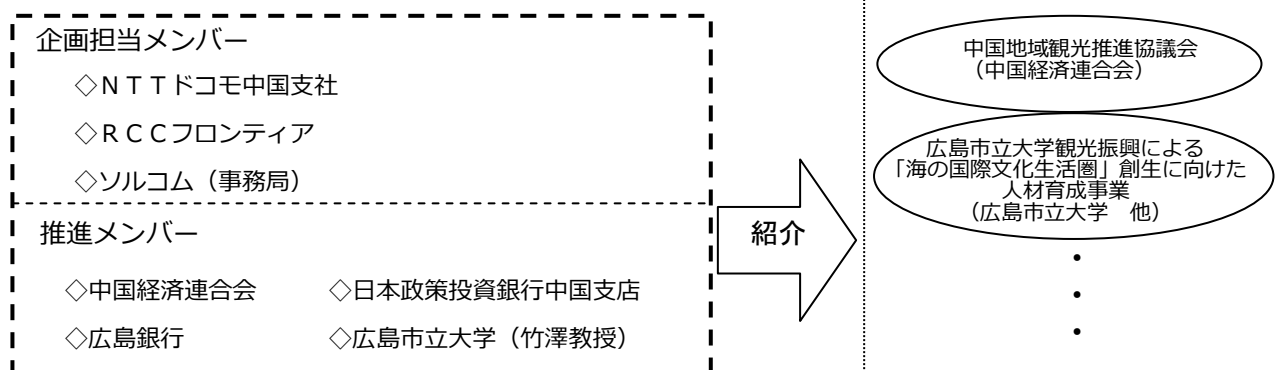 企画担当メンバー
◇ＮＴＴドコモ中国支社
◇ＲＣＣフロンティア
◇ソルコム（事務局）
推進メンバー
◇中国経済連合会　◇日本政策投資銀行中国支店
◇広島銀行　◇広島市立大学（竹澤教授）
紹介
中国地域観光推進協議会
（中国経済連合会）
広島市立大学観光振興による
「海の国際文化生活圏」創生に向けた
人材育成事業
（広島市立大学　他）
・
・
・